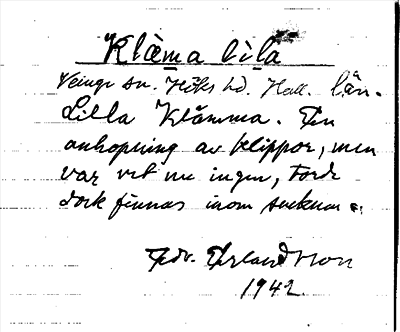 Klàma lila
Veinge sn. Höks hd. Hall. län.
Lilla Klämma. En
anhopning av klippor, men
var vet nu ingen, torde
dock finnas inom socknen.
Edv. Erlandsson
1942.